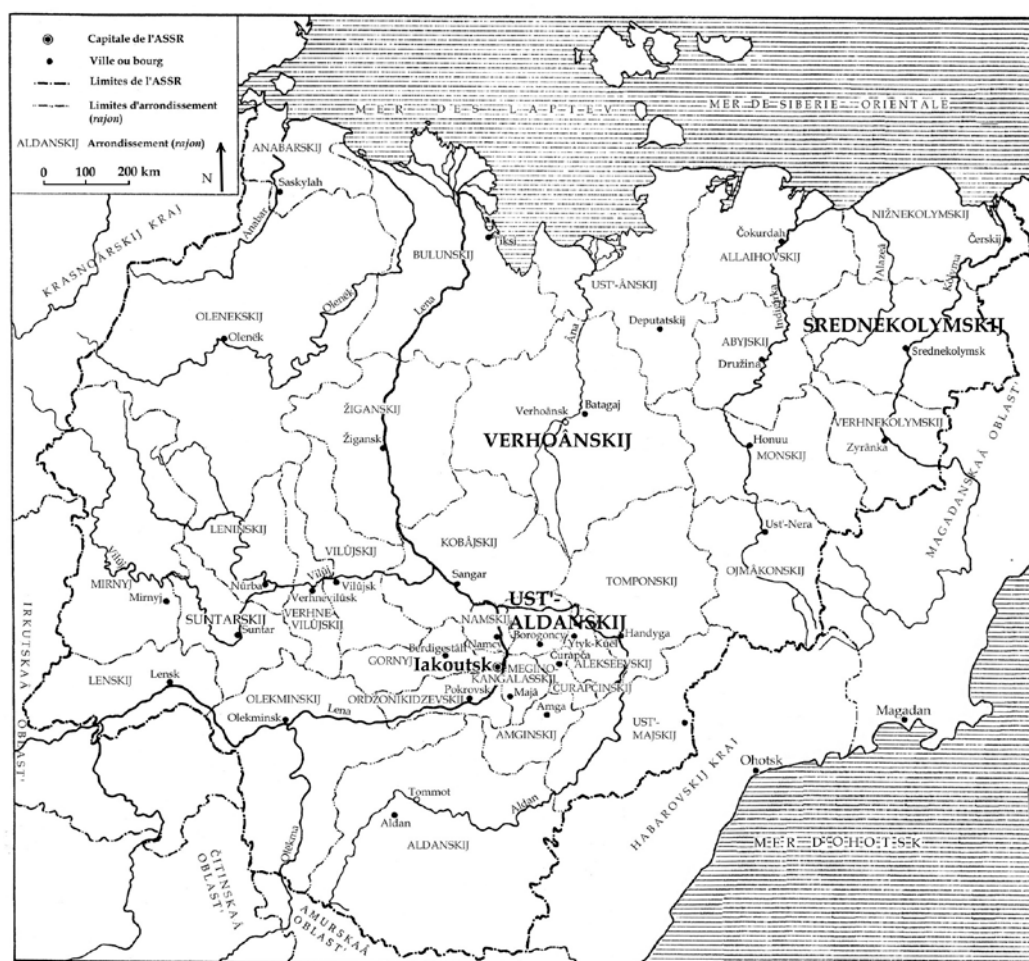 Capitale de l'ASSR
Ville ou bourg
Limites de l'ASSR
Limites d'arrondissement
(rajon)
ALDANSKIJ Arrondissement (rajon)
0 100 200 km
N
MER DES LAPTEV
MER DE SIBERIE ORIENTALE
ANABARSKIJ
Saskylah
Anabar
KRASNOÂRSKIJ KRAJ
BULUNSKIJ
Tiksi
NIŽNEKOLYMSKIJ
Čerskij
Čokurdah
ALLAIHOVSKIJ
Alazeâ
Kolyma
UST'-ÂNSKIJ
Olenëk
Lena
OLENEKSKIJ
Olenëk
Âna
Deputatskij
Indigirka
SREDNEKOLYMSKIJ
Srednekolymsk
ABYJSKIJ
Družina
ŽIGANSKIJ
Žigansk
Verhoânsk
Batagaj
VERHOÂNSKIJ
VERHNEKOLYMSKIJ
Zyrânka
Honuu
MONSKIJ
MAGADANSKAÂ OBLAST'
LENINSKIJ
VILÛJSKIJ
KOBÂJSKIJ
Ust'-Nera
OJMÂKONSKIJ
TOMPONSKIJ
Vilûj
MIRNYJ
Mirnyj
Nûrba
Vilûj
Vilûjsk
Verhnevilûsk
Sangar
SUNTARSKIJ
Suntar
VERHNE-
VILÛJSKIJ
UST'-
ALDANSKIJ
NAMSKIJ
Namcy
Borogoncy
Ytyk-Kuël
Handyga
Berdigestâh
GORNYJ
Iakoutsk
Čurapča
ALEKSEEVSKIJ
MEGINO-
KANGALASSKIJ
ČURAPČINSKIJ
IRKUTSKAÂ OBLAST'
LENSKIJ
Lensk
OLEKMINSKIJ
Olekminsk
Lena
ORDŽONIKIDZEVSKIJ
Pokrovsk
Majâ
Amga
AMGINSKIJ
UST'-
MAJSKIJ
Magadan
Ohotsk
HABAROVSKIJ KRAJ
Tommot
Aldan
Aldan
ALDANSKIJ
Olëkma
MER D'OHOTSK
ČITINSKAÂ
OBLAST'
AMURSKAÂ
OBLAST'